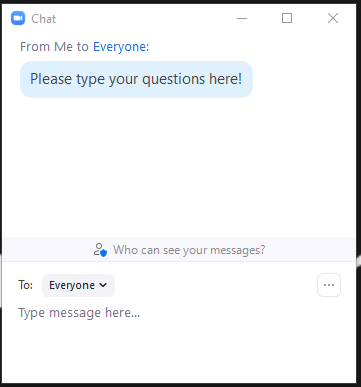 Chat
From Me to Everyone:
Please type your questions here!
Who can see your messages?
To: Everyone
Type message here...